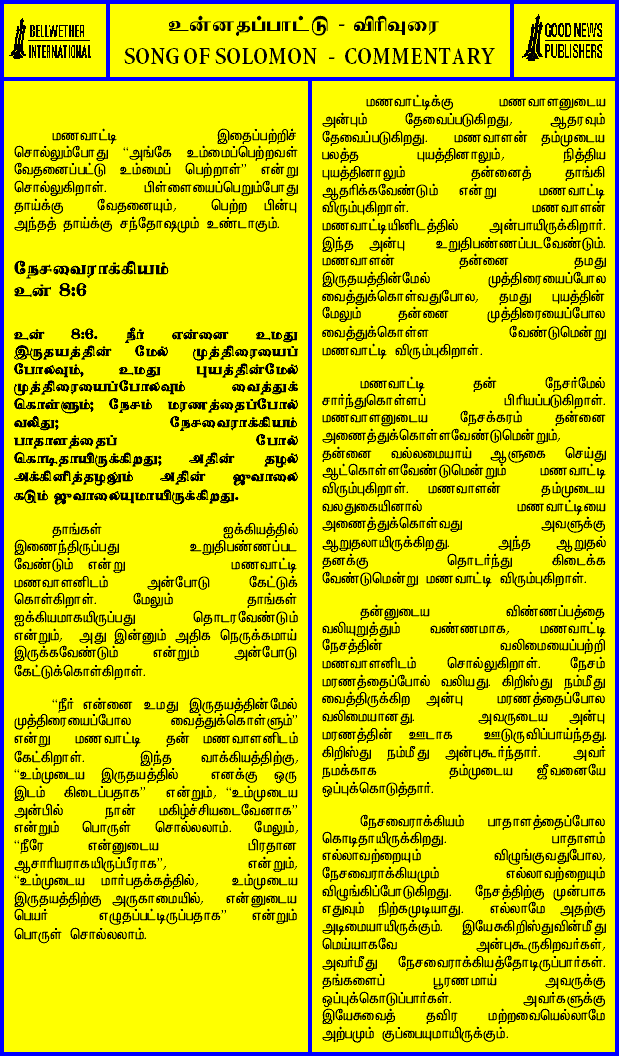 BELLWETHER
INTERNATIONAL
உன்னதப்பாட்டு - விரிவுரை
SONG OF SOLOMON - COMMENTARY
GOOD NEWS
PUBLISHERS
மணவாட்டி இதைப்பற்றிச்
சொல்லும்போது “அங்கே உம்மைப்பெற்றவள்
வேதனைப்பட்டு உம்மைப் பெற்றாள்” என்று
சொல்லுகிறாள். பிள்ளையைப்பெறும்போது
தாய்க்கு வேதனையும், பெற்ற பின்பு
அந்தத் தாய்க்கு சந்தோஷமும் உண்டாகும்.
நேசவைராக்கியம்
உன் 8:6
உன் 8:6. நீர் என்னை உமது
இருதயத்தின் மேல் முத்திரையைப்
போலவும், உமது புயத்தின்மேல்
முத்திரையைப்போலவும் வைத்துக்
கொள்ளும்; நேசம் மரணத்தைப்போல்
வலிது; நேசவைராக்கியம்
பாதாளத்தைப் போல்
கொடிதாயிருக்கிறது; அதின் தழல்
அக்கினித்தழலும் அதின் ஜுவாலை
கடும் ஜுவாலையுமாயிருக்கிறது.
தாங்கள் ஐக்கியத்தில்
இணைந்திருப்பது உறுதிபண்ணப்பட
வேண்டும் என்று மணவாட்டி
மணவாளனிடம் அன்போடு கேட்டுக்
கொள்கிறாள். மேலும் தாங்கள்
ஐக்கியமாகயிருப்பது தொடரவேண்டும்
என்றும், அது இன்னும் அதிக நெருக்கமாய்
இருக்கவேண்டும் என்றும் அன்போடு
கேட்டுக்கொள்கிறாள்.
“நீர் என்னை உமது இருதயத்தின்மேல்
முத்திரையைப்போல வைத்துக்கொள்ளும்”
என்று மணவாட்டி தன் மணவாளனிடம்
கேட்கிறாள். இந்த வாக்கியத்திற்கு,
“உம்முடைய இருதயத்தில் எனக்கு ஒரு
இடம் கிடைப்பதாக” என்றும், “உம்முடைய
அன்பில் நான் மகிழ்ச்சியடைவேனாக”
என்றும் பொருள் சொல்லலாம். மேலும்,
“நீரே என்னுடைய பிரதான
ஆசாரியராகயிருப்பீராக”, என்றும்,
“உம்முடைய மார்பதக்கத்தில், உம்முடைய
இருதயத்திற்கு அருகாமையில், என்னுடைய
பெயர் எழுதப்பட்டிருப்பதாக” என்றும்
பொருள் சொல்லலாம்.
மணவாட்டிக்கு மணவாளனுடைய
அன்பும் தேவைப்படுகிறது, ஆதரவும்
தேவைப்படுகிறது. மணவாளன் தம்முடைய
பலத்த புயத்தினாலும், நித்திய
புயத்தினாலும் தன்னைத் தாங்கி
ஆதரிக்கவேண்டும் என்று மணவாட்டி
விரும்புகிறாள். மணவாளன்
மணவாட்டியினிடத்தில் அன்பாயிருக்கிறார்.
இந்த அன்பு உறுதிபண்ணப்படவேண்டும்.
மணவாளன் தன்னை தமது
இருதயத்தின்மேல் முத்திரையைப்போல
வைத்துக்கொள்வதுபோல, தமது புயத்தின்
மேலும் தன்னை முத்திரையைப்போல
வைத்துக்கொள்ள வேண்டுமென்று
மணவாட்டி விரும்புகிறாள்.
மணவாட்டி தன் நேசர்மேல்
சார்ந்துகொள்ளப் பிரியப்படுகிறாள்.
மணவாளனுடைய நேசக்கரம் தன்னை
அணைத்துக்கொள்ளவேண்டுமென்றும்,
தன்னை வல்லமையாய் ஆளுகை செய்து
ஆட்கொள்ளவேண்டுமென்றும் மணவாட்டி
விரும்புகிறாள். மணவாளன் தம்முடைய
வலதுகையினால் மணவாட்டியை
அணைத்துக்கொள்வது அவளுக்கு
ஆறுதலாயிருக்கிறது. அந்த ஆறுதல்
தனக்கு தொடர்ந்து கிடைக்க
வேண்டுமென்று மணவாட்டி விரும்புகிறாள்.
தன்னுடைய விண்ணப்பத்தை
வலியுறுத்தும் வண்ணமாக, மணவாட்டி
நேசத்தின் வலிமையைப்பற்றி
மணவாளனிடம் சொல்லுகிறாள். நேசம்
மரணத்தைப்போல் வலியது. கிறிஸ்து நம்மீது
வைத்திருக்கிற அன்பு மரணத்தைப்போல
வலிமையானது. அவருடைய அன்பு
மரணத்தின் ஊடாக ஊடுருவிப்பாய்ந்தது.
கிறிஸ்து நம்மீது அன்புகூர்ந்தார். அவர்
நமக்காக தம்முடைய ஜீவனையே
ஒப்புக்கொடுத்தார்.
நேசவைராக்கியம் பாதாளத்தைப்போல
கொடிதாயிருக்கிறது. பாதாளம்
எல்லாவற்றையும் விழுங்குவதுபோல,
நேசவைராக்கியமும் எல்லாவற்றையும்
விழுங்கிப்போடுகிறது. நேசத்திற்கு முன்பாக
எதுவும் நிற்கமுடியாது. எல்லாமே அதற்கு
அடிமையாயிருக்கும். இயேசுகிறிஸ்துவின்மீது
மெய்யாகவே அன்புகூருகிறவர்கள்,
அவர்மீது நேசவைராக்கியத்தோடிருப்பார்கள்.
தங்களைப் பூரணமாய் அவருக்கு
ஒப்புக்கொடுப்பார்கள். அவர்களுக்கு
இயேசுவைத் தவிர மற்றவையெல்லாமே
அற்பமும் குப்பையுமாயிருக்கும்.